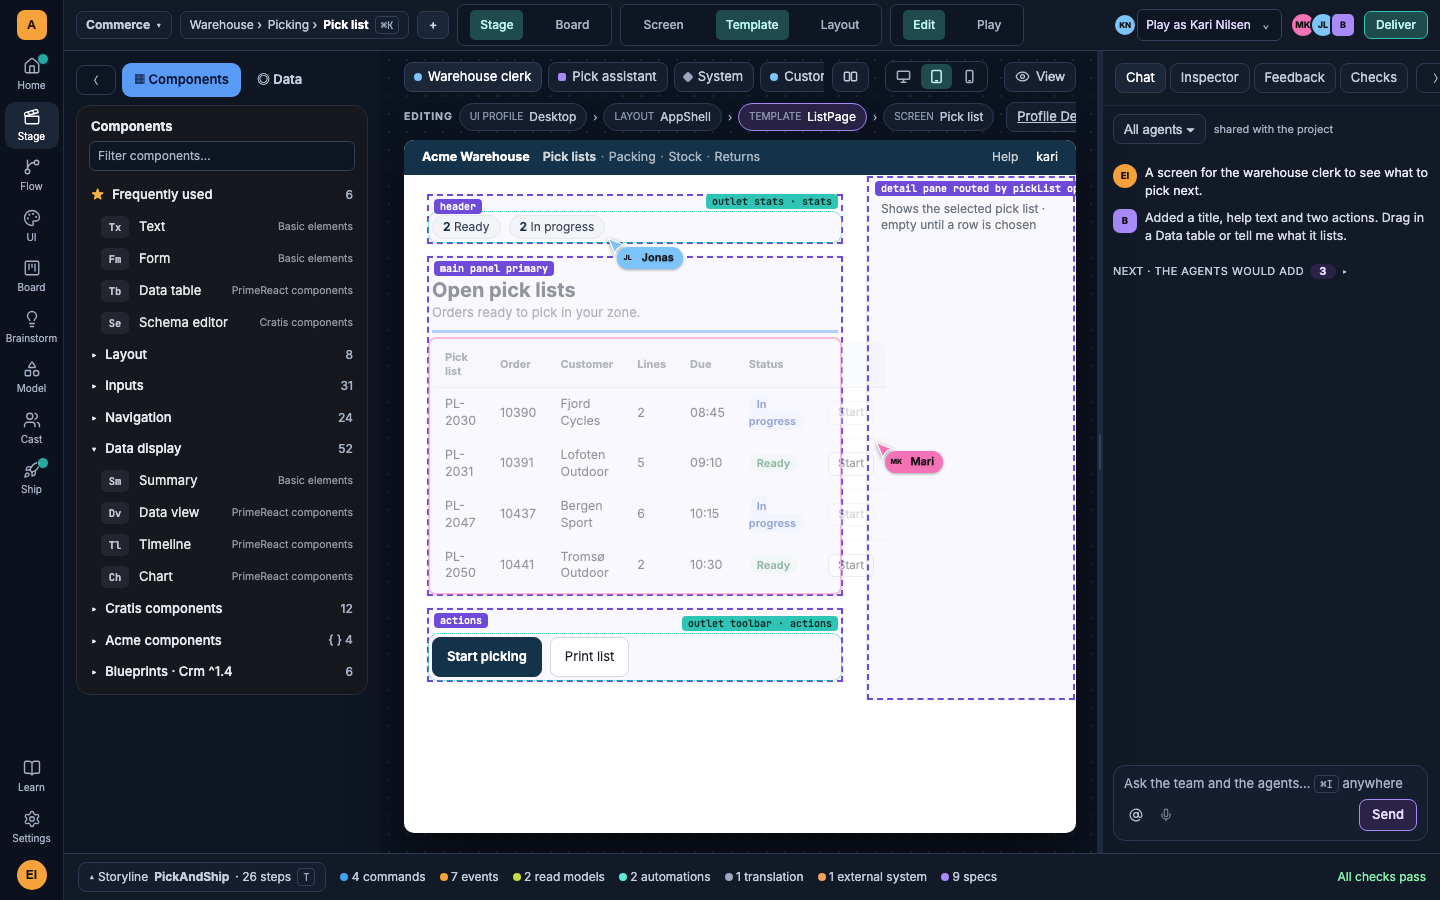 A
Commerce ▾
Warehouse › Picking › Pick list ⌘K
+
Stage Board
Screen Template Layout
Edit Play
KN
Play as Kari Nilsen
MK JL B
Deliver
Home
Stage
Flow
UI
Board
Brainstorm
Model
Cast
Ship
Learn
Settings
EI
Components
Data
Components
Filter components...
Frequently used 6
Tx Text Basic elements
Fm Form Basic elements
Tb Data table PrimeReact components
Se Schema editor Cratis components
Layout 8
Inputs 31
Navigation 24
Data display 52
Sm Summary Basic elements
Dv Data view PrimeReact components
Tl Timeline PrimeReact components
Ch Chart PrimeReact components
Cratis components 12
Acme components { } 4
Blueprints · Crm ^1.4 6
Warehouse clerk
Pick assistant
System
Custor
View
EDITING UI PROFILE Desktop › LAYOUT AppShell › TEMPLATE ListPage › SCREEN Pick list
Profile De
Acme Warehouse Pick lists · Packing · Stock · Returns Help kari
header
outlet stats · stats
2 Ready
2 In progress
JL Jonas
main panel primary
Open pick lists
Orders ready to pick in your zone.
Pick list Order Customer Lines Due Status
PL-2030 10390 Fjord Cycles 2 08:45 In progress Start
PL-2031 10391 Lofoten Outdoor 5 09:10 Ready Start
PL-2047 10437 Bergen Sport 6 10:15 In progress Start
PL-2050 10441 Tromsø Outdoor 2 10:30 Ready Start
actions
outlet toolbar · actions
Start picking
Print list
detail pane routed by pickList op
Shows the selected pick list ·
empty until a row is chosen
MK Mari
Chat Inspector Feedback Checks
All agents ▾ shared with the project
EI A screen for the warehouse clerk to see what to
pick next.
B Added a title, help text and two actions. Drag in
a Data table or tell me what it lists.
NEXT · THE AGENTS WOULD ADD 3 ▸
Ask the team and the agents... ⌘I anywhere
@
Send
▴ Storyline PickAndShip · 26 steps T
4 commands
7 events
2 read models
2 automations
1 translation
1 external system
9 specs
All checks pass